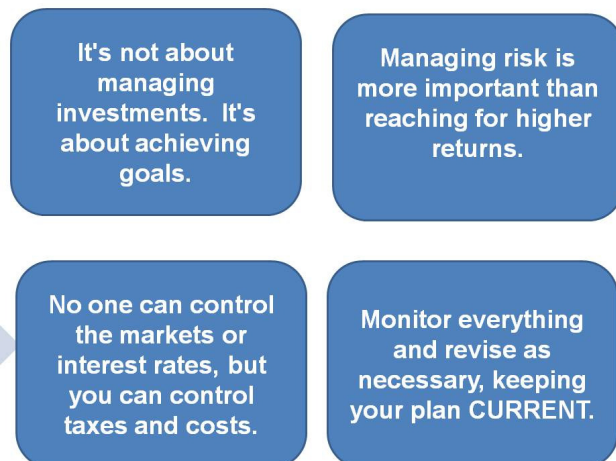 It's not about
managing
investments.  It's
about achieving
goals.
Managing risk is
more important than
reaching for higher
returns.
No one can control
the markets or
interest rates, but
you can control
taxes and costs.
Monitor everything
and revise as
necessary, keeping
your plan CURRENT.